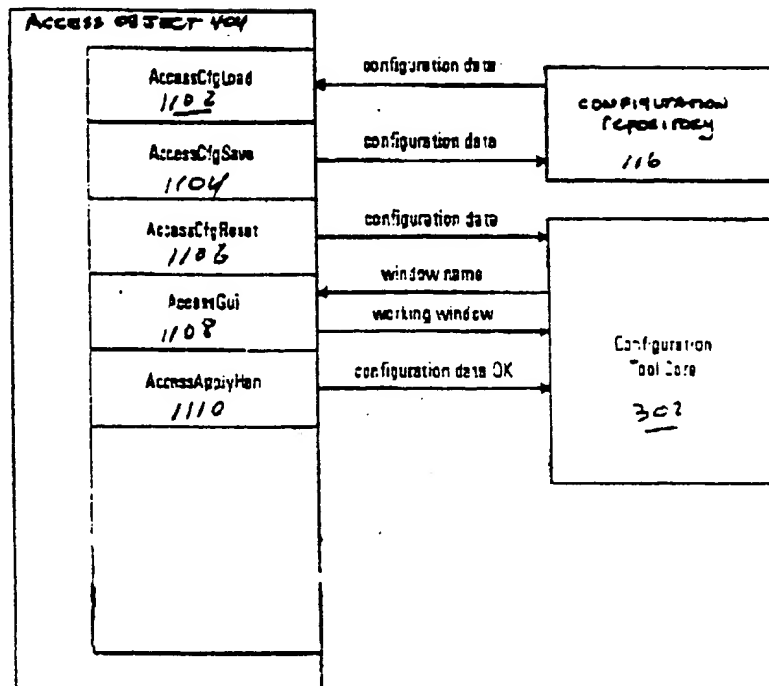 ACCESS OBJECT 404
AccessCfgLoad
1102
AccessCfgSave
1104
AccessCfgReset
1106
AccessGui
1108
AccessApplyHan
1110
configuration data
configuration data
configuration data
window name
working window
configuration data OK
CONFIGUTATION
REPOSITORY
116
Configuration
Tool Core
302